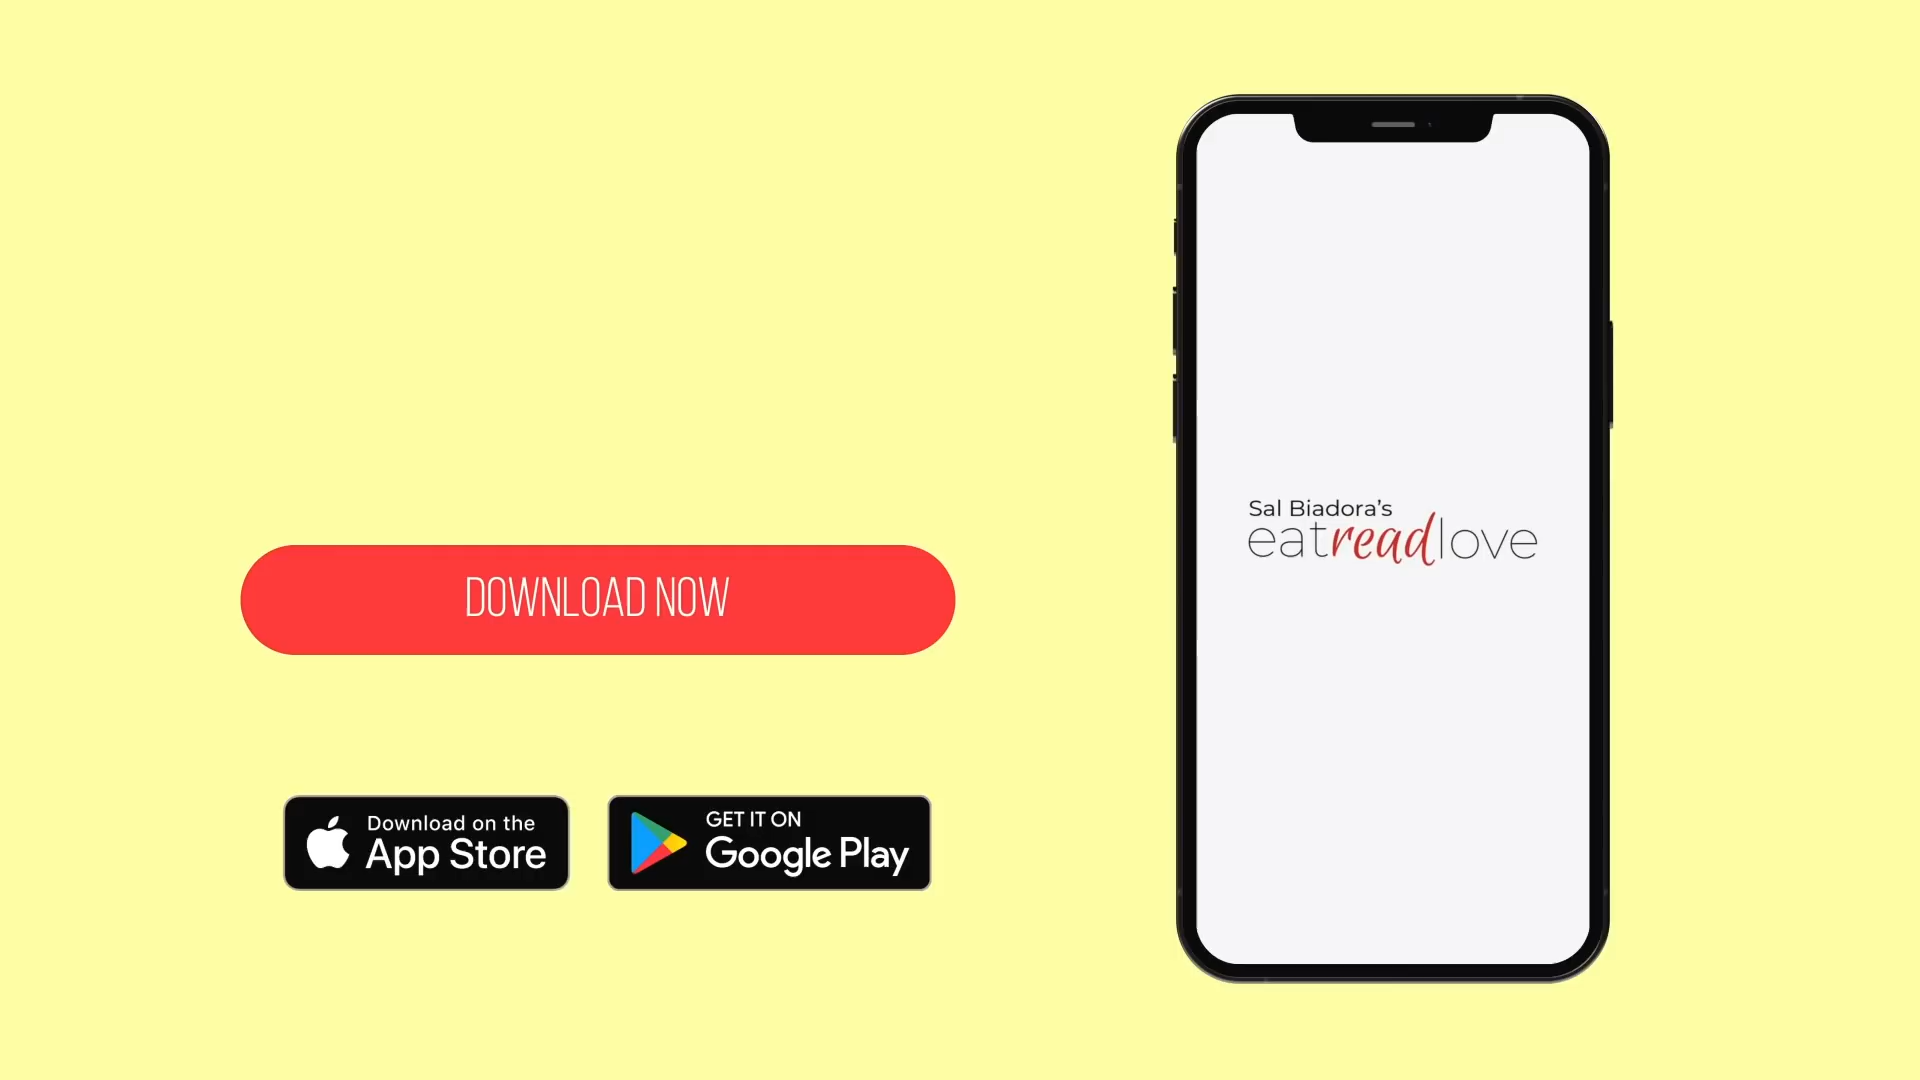 DOWNLOAD NOW
Download on the
App Store
GET IT ON
Google Play
Sal Biadora's
eatreadlove